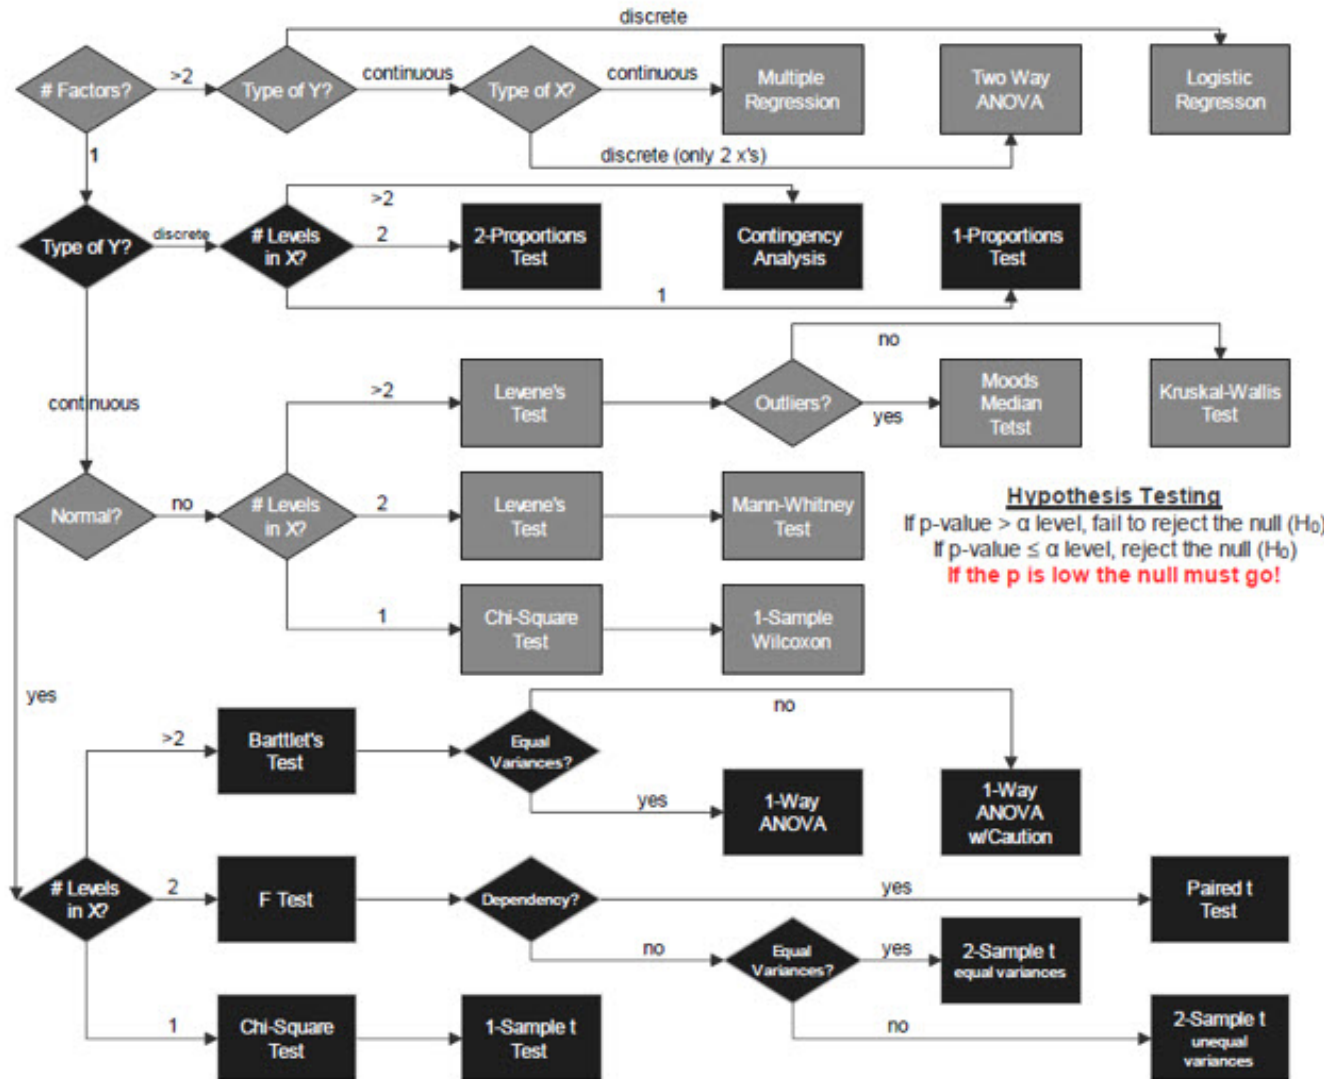 discrete
# Factors?
>2
Type of Y?
continuous
Type of X?
continuous
Multiple
Regression
Two Way
ANOVA
Logistic
Regresson
1
discrete (only 2 x's)
Type of Y?
discrete
# Levels
in X?
>2
2
2-Proportions
Test
Contingency
Analysis
1-Proportions
Test
1
continuous
no
>2
Levene's
Test
Outliers?
yes
Moods
Median
Tetst
Kruskal-Wallis
Test
Normal?
no
# Levels
in X?
2
Levene's
Test
Mann-Whitney
Test
Hypothesis Testing
If p-value > α level, fail to reject the null (H₀)
If p-value ≤ α level, reject the null (H₀)
If the p is low the null must go!
1
Chi-Square
Test
1-Sample
Wilcoxon
yes
>2
Barttlet's
Test
Equal
Variances?
no
yes
1-Way
ANOVA
1-Way
ANOVA
w/Caution
# Levels
in X?
2
F Test
Dependency?
yes
Paired t
Test
no
Equal
Variances?
yes
2-Sample t
equal variances
1
Chi-Square
Test
1-Sample t
Test
no
2-Sample t
unequal
variances